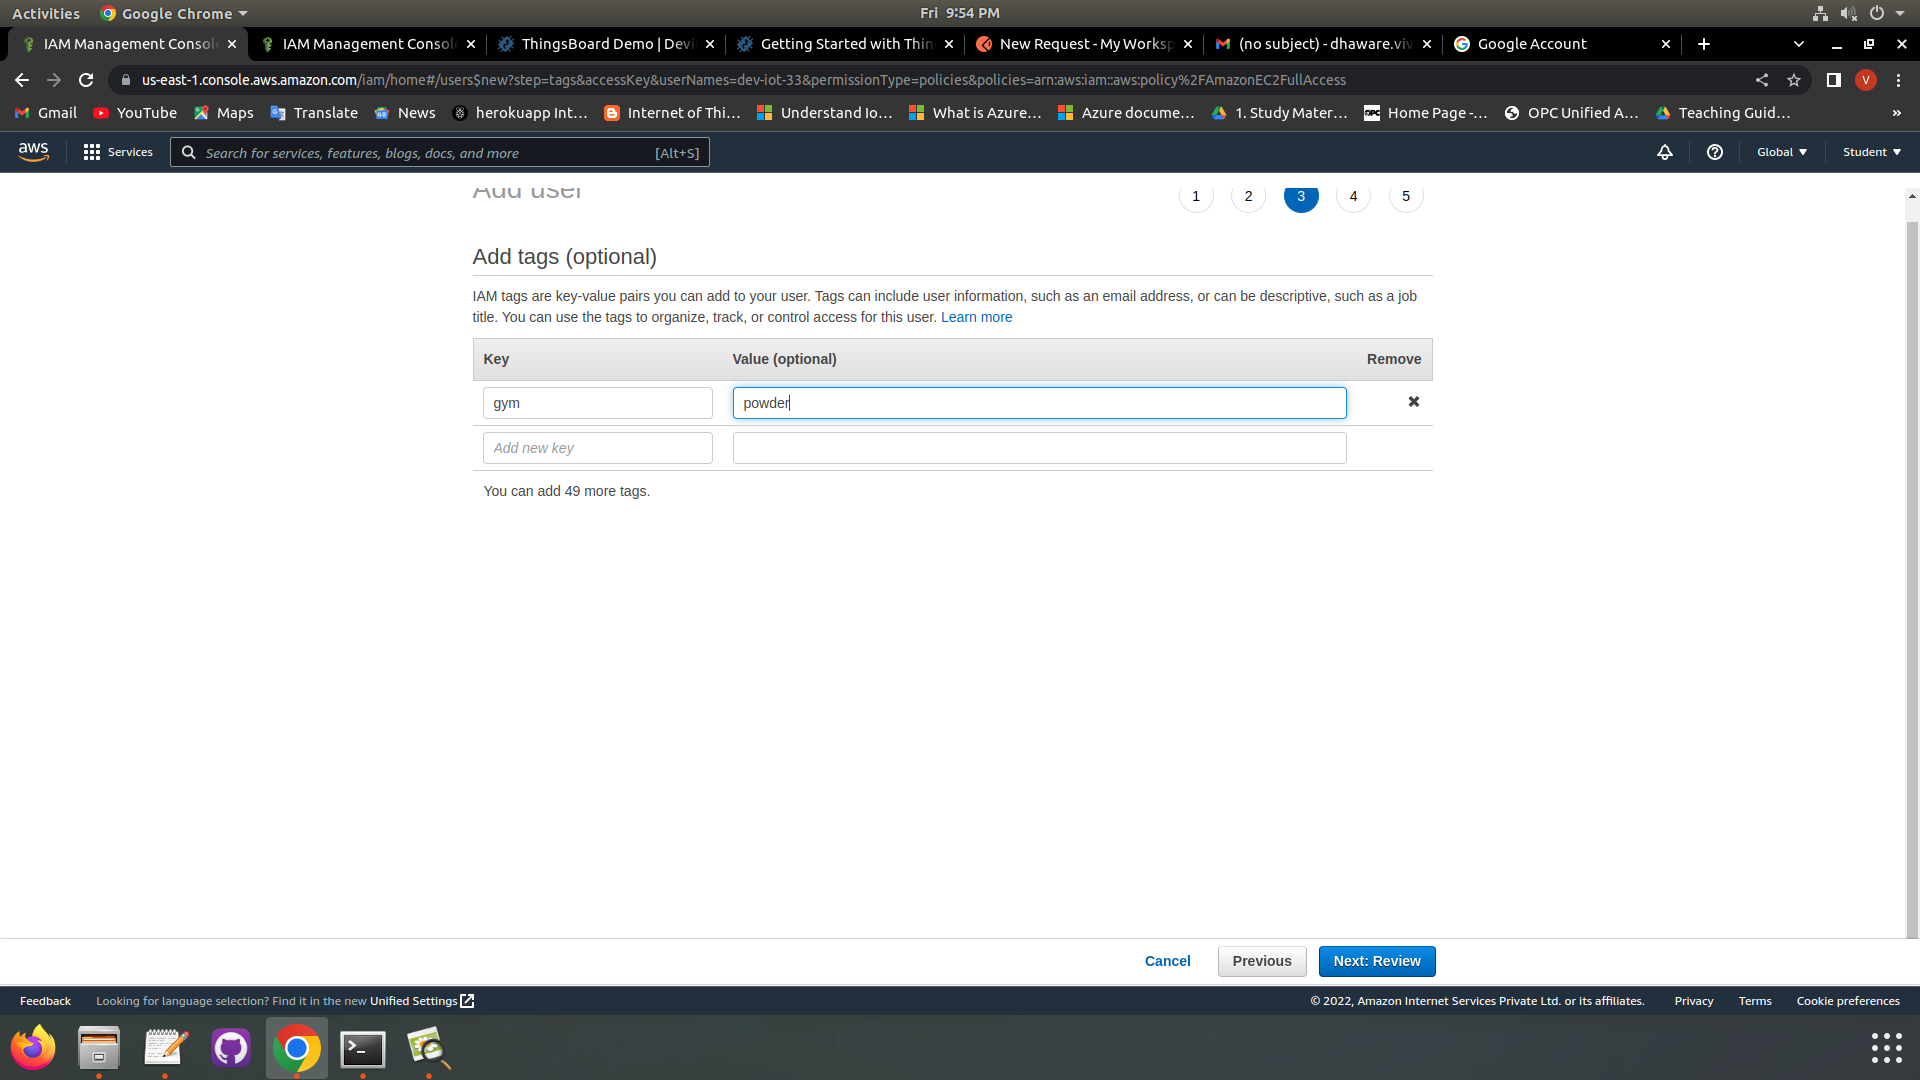 Activities Google Chrome Fri 9:54 PM
IAM Management Consol IAM Management Consol ThingsBoard Demo | Devi Getting Started with Thin New Request - My Worksp (no subject) - dhaware.viv Google Account
us-east-1.console.aws.amazon.com/iam/home#/users$new?step=tags&accessKey&userNames=dev-iot-33&permissionType=policies&policies=arn:aws:iam::aws:policy%2FAmazonEC2FullAccess V
Gmail YouTube Maps Translate News herokuapp Int... Internet of Thi... Understand Io... What is Azure... Azure docume... 1. Study Mater... Home Page -... OPC Unified A... Teaching Guid... »
aws Services Search for services, features, blogs, docs, and more [Alt+S] Global Student
Add user 1 2 3 4 5
Add tags (optional)
IAM tags are key-value pairs you can add to your user. Tags can include user information, such as an email address, or can be descriptive, such as a job
title. You can use the tags to organize, track, or control access for this user. Learn more
Key Value (optional) Remove
gym powder
Add new key
You can add 49 more tags.
Cancel Previous Next: Review
Feedback Looking for language selection? Find it in the new Unified Settings © 2022, Amazon Internet Services Private Ltd. or its affiliates. Privacy Terms Cookie preferences